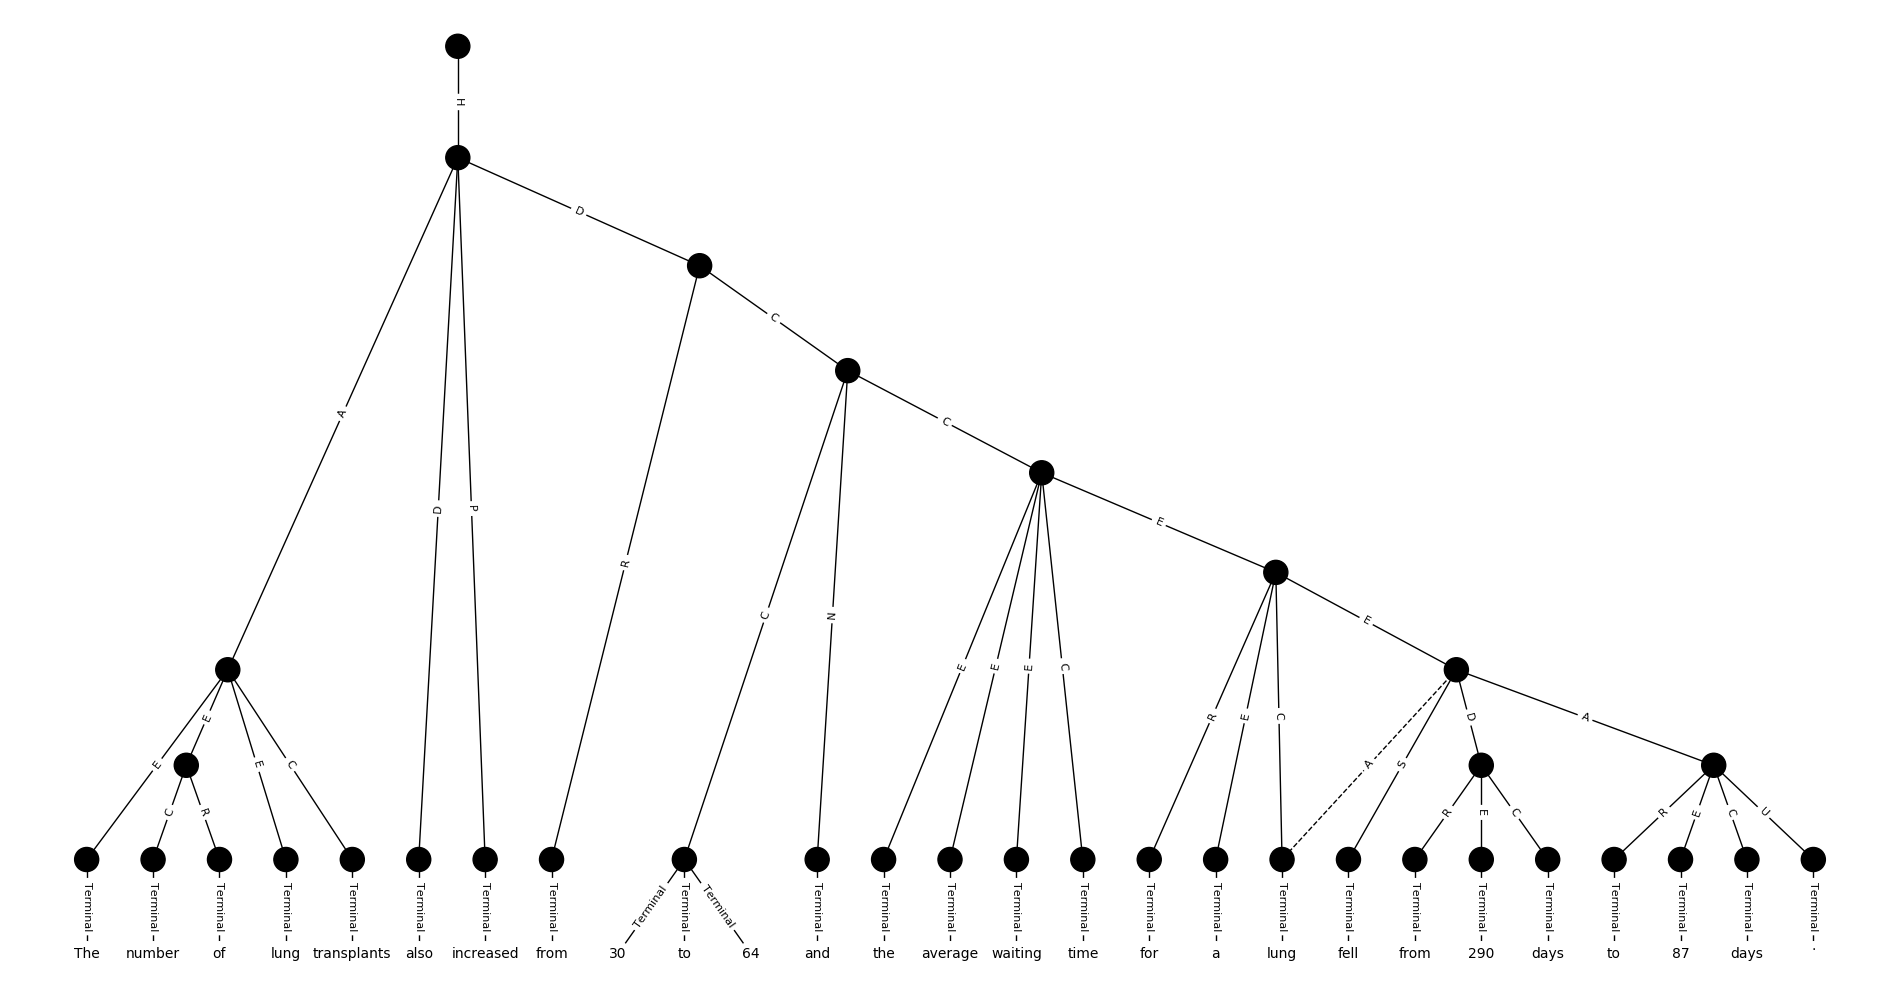 H
D
C
C
A
E
D
P
R
C
N
E
E
E
E
C
E
R
E
C
D
A
E
E
C
A
S
C
R
R
E
C
R
E
C
U
Terminal Terminal Terminal Terminal Terminal Terminal Terminal Terminal Terminal Terminal Terminal Terminal Terminal Terminal Terminal Terminal Terminal Terminal Terminal Terminal Terminal Terminal Terminal Terminal Terminal Terminal Terminal
The number of lung transplants also increased from 30 to 64 and the average waiting time for a lung fell from 290 days to 87 days .